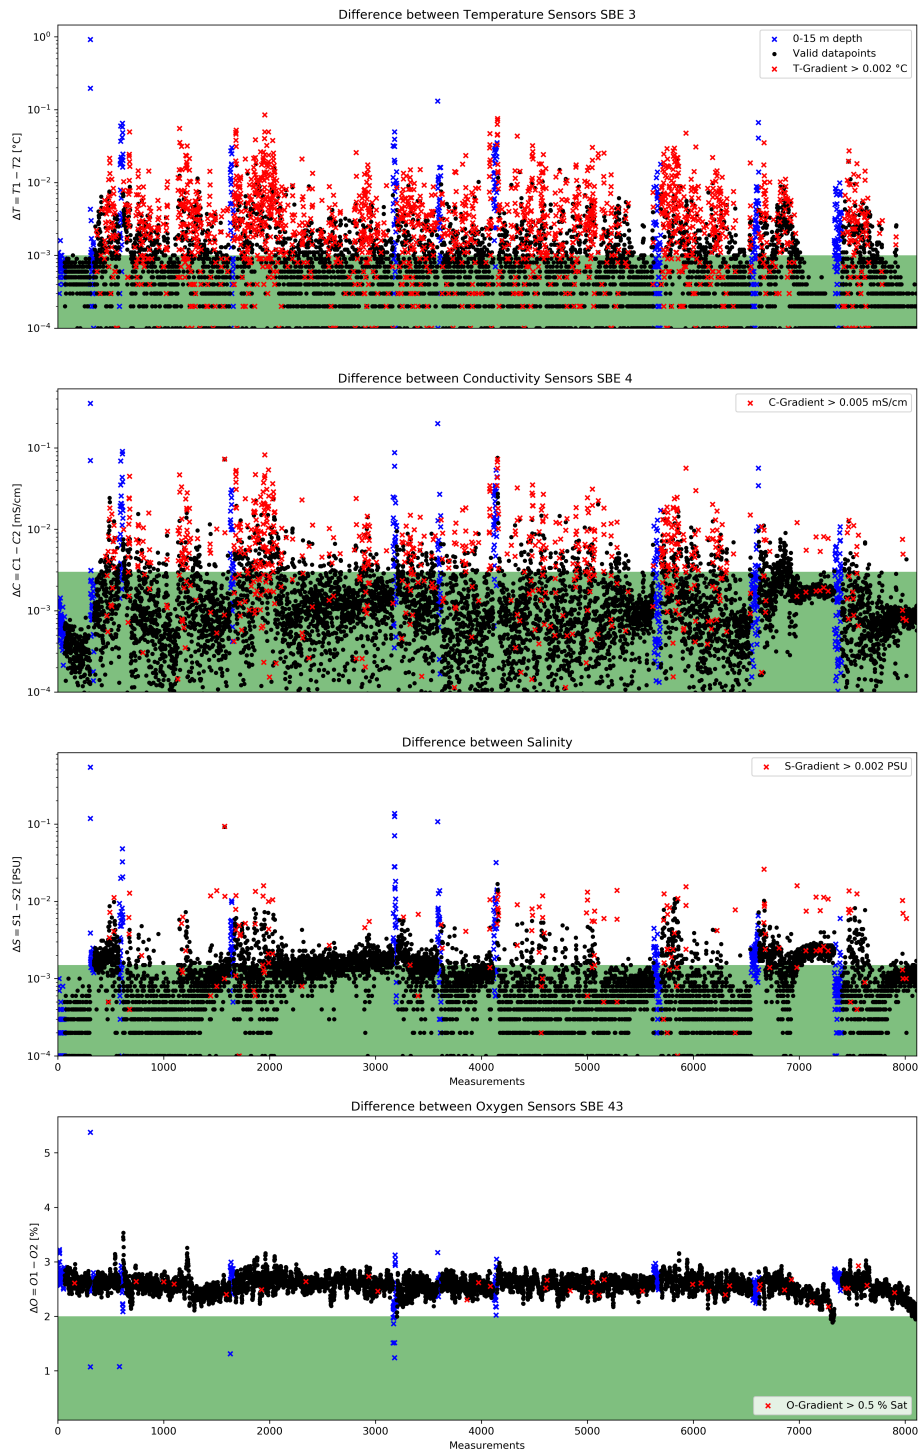 Difference between Temperature Sensors SBE 3
10⁰
10⁻¹
10⁻²
10⁻³
10⁻⁴
ΔT = T1 − T2 [°C]
0-15 m depth
Valid datapoints
T-Gradient > 0.002 °C
Difference between Conductivity Sensors SBE 4
10⁻¹
10⁻²
10⁻³
10⁻⁴
ΔC = C1 − C2 [mS/cm]
C-Gradient > 0.005 mS/cm
Difference between Salinity
10⁻¹
10⁻²
10⁻³
10⁻⁴
ΔS = S1 − S2 [PSU]
S-Gradient > 0.002 PSU
0 1000 2000 3000 4000 5000 6000 7000 8000
Measurements
Difference between Oxygen Sensors SBE 43
5
4
3
2
1
ΔO = O1 − O2 [%]
O-Gradient > 0.5 % Sat
0 1000 2000 3000 4000 5000 6000 7000 8000
Measurements